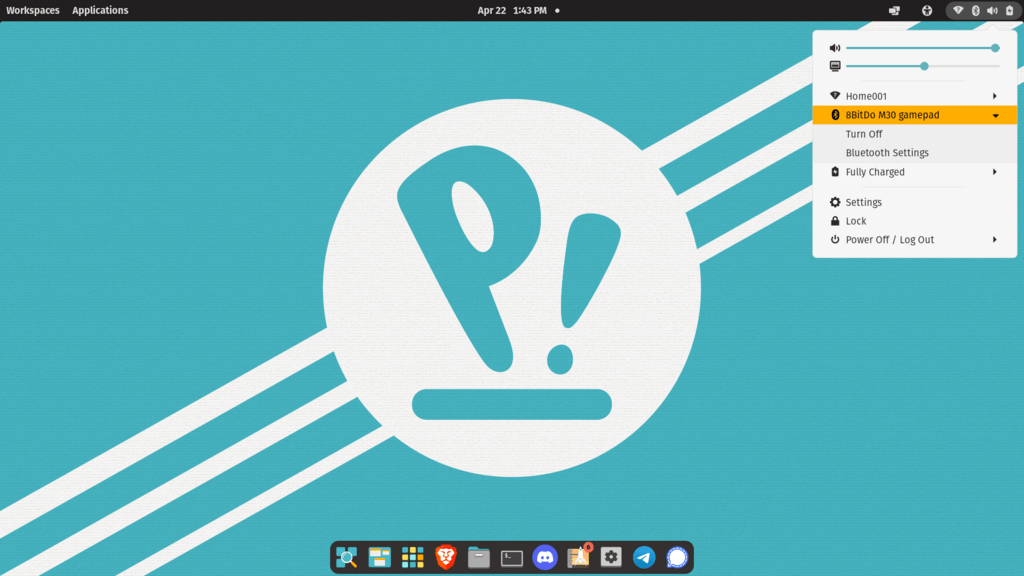 Workspaces Applications Apr 22 1:43 PM
Home001
8BitDo M30 gamepad
Turn Off
Bluetooth Settings
Fully Charged
Settings
Lock
Power Off / Log Out
P!
6